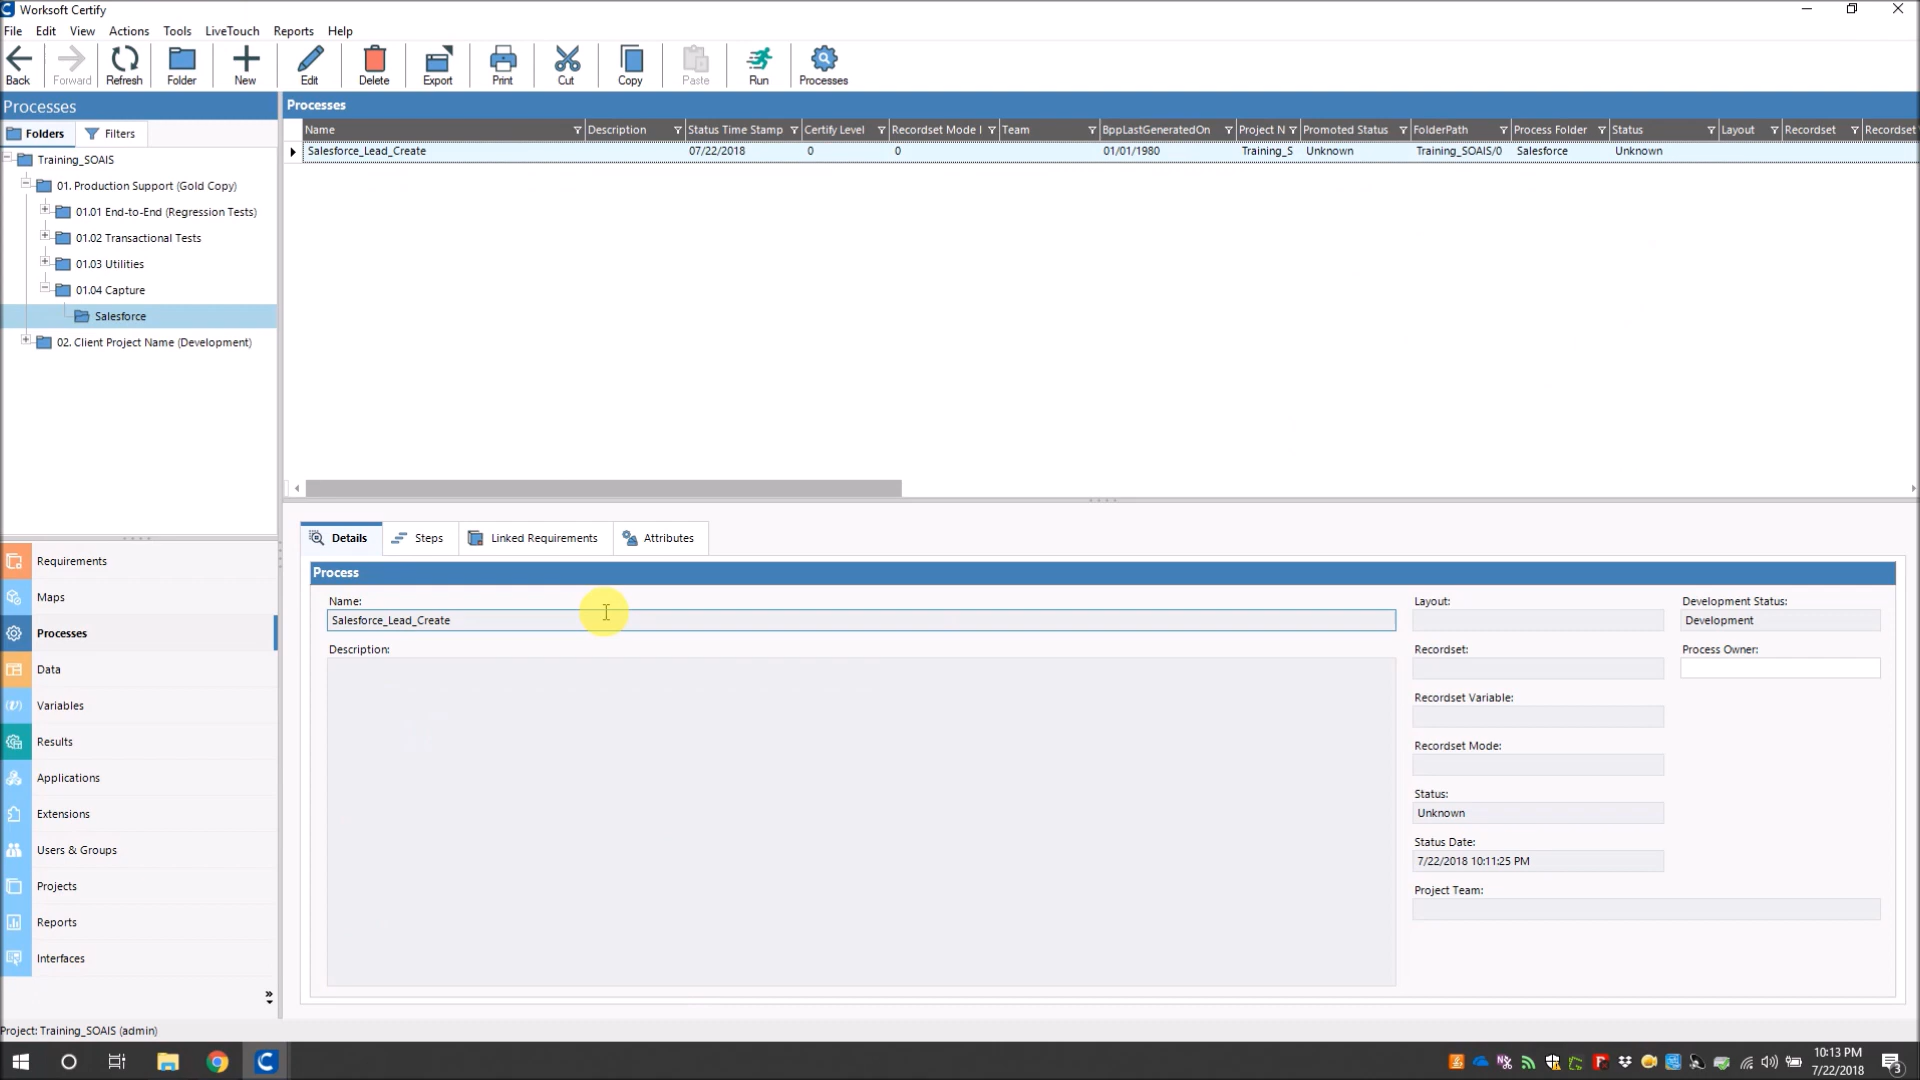 Worksoft Certify
File Edit View Actions Tools LiveTouch Reports Help
Back Forward Refresh Folder New Edit Delete Export Print Cut Copy Paste Run Processes
Processes
Folders Filters
Training_SOAIS
01. Production Support (Gold Copy)
01.01 End-to-End (Regression Tests)
01.02 Transactional Tests
01.03 Utilities
01.04 Capture
Salesforce
02. Client Project Name (Development)
Requirements
Maps
Processes
Data
Variables
Results
Applications
Extensions
Users & Groups
Projects
Reports
Interfaces
Processes
Name Description Status Time Stamp Certify Level Recordset Mode I Team BppLastGeneratedOn Project N Promoted Status FolderPath Process Folder Status Layout Recordset Recordset
Salesforce_Lead_Create 07/22/2018 0 0 01/01/1980 Training_S Unknown Training_SOAIS/0 Salesforce Unknown
Details Steps Linked Requirements Attributes
Process
Name:
Salesforce_Lead_Create
Description:
Layout:
Recordset:
Recordset Variable:
Recordset Mode:
Status:
Unknown
Status Date:
7/22/2018 10:11:25 PM
Project Team:
Development Status:
Development
Process Owner:
Project: Training_SOAIS (admin)
10:13 PM
7/22/2018
3